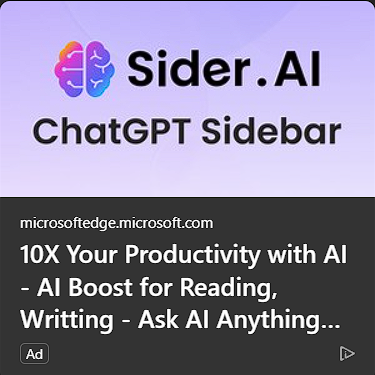 Sider.AI
ChatGPT Sidebar
microsoftedge.microsoft.com
10X Your Productivity with AI
- AI Boost for Reading,
Writting - Ask AI Anything...
Ad